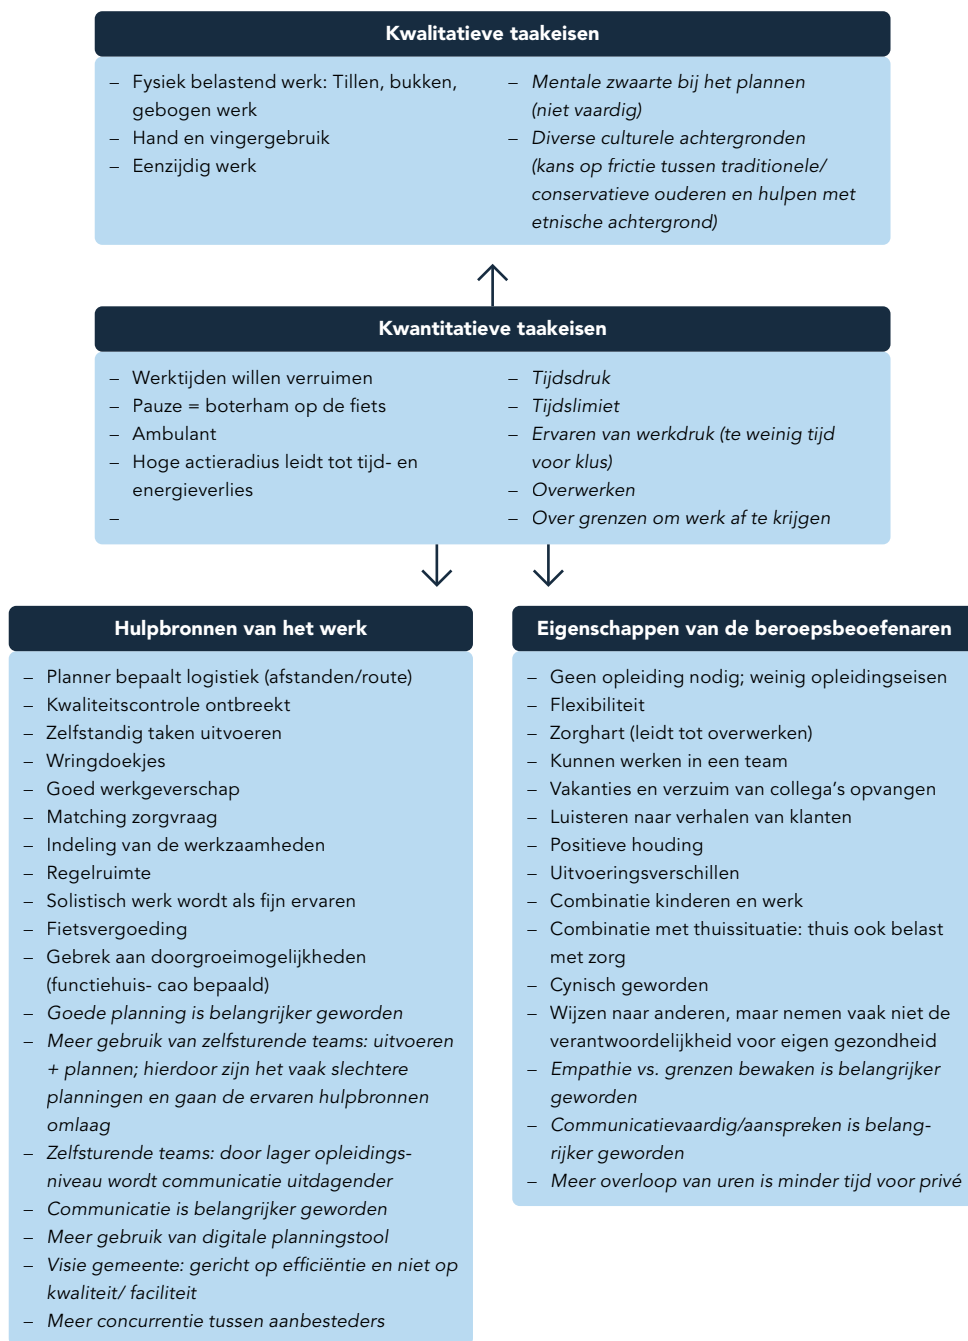 Kwalitatieve taakeisen
– Fysiek belastend werk: Tillen, bukken,
gebogen werk
– Hand en vingergebruik
– Eenzijdig werk
– Mentale zwaarte bij het plannen
(niet vaardig)
– Diverse culturele achtergronden
(kans op frictie tussen traditionele/
conservatieve ouderen en hulpen met
etnische achtergrond)
Kwantitatieve taakeisen
– Werktijden willen verruimen
– Pauze = boterham op de fiets
– Ambulant
– Hoge actieradius leidt tot tijd- en
energieverlies
–
– Tijdsdruk
– Tijdslimiet
– Ervaren van werkdruk (te weinig tijd
voor klus)
– Overwerken
– Over grenzen om werk af te krijgen
Hulpbronnen van het werk
– Planner bepaalt logistiek (afstanden/route)
– Kwaliteitscontrole ontbreekt
– Zelfstandig taken uitvoeren
– Wringdoekjes
– Goed werkgeverschap
– Matching zorgvraag
– Indeling van de werkzaamheden
– Regelruimte
– Solistisch werk wordt als fijn ervaren
– Fietsvergoeding
– Gebrek aan doorgroeimogelijkheden
(functiehuis- cao bepaald)
– Goede planning is belangrijker geworden
– Meer gebruik van zelfsturende teams: uitvoeren
+ plannen; hierdoor zijn het vaak slechtere
planningen en gaan de ervaren hulpbronnen
omlaag
– Zelfsturende teams: door lager opleidings-
niveau wordt communicatie uitdagender
– Communicatie is belangrijker geworden
– Meer gebruik van digitale planningstool
– Visie gemeente: gericht op efficiëntie en niet op
kwaliteit/ faciliteit
– Meer concurrentie tussen aanbesteders
Eigenschappen van de beroepsbeoefenaren
– Geen opleiding nodig; weinig opleidingseisen
– Flexibiliteit
– Zorghart (leidt tot overwerken)
– Kunnen werken in een team
– Vakanties en verzuim van collega's opvangen
– Luisteren naar verhalen van klanten
– Positieve houding
– Uitvoeringsverschillen
– Combinatie kinderen en werk
– Combinatie met thuissituatie: thuis ook belast
met zorg
– Cynisch geworden
– Wijzen naar anderen, maar nemen vaak niet de
verantwoordelijkheid voor eigen gezondheid
– Empathie vs. grenzen bewaken is belangrijker
geworden
– Communicatievaardig/aanspreken is belang-
rijker geworden
– Meer overloop van uren is minder tijd voor privé